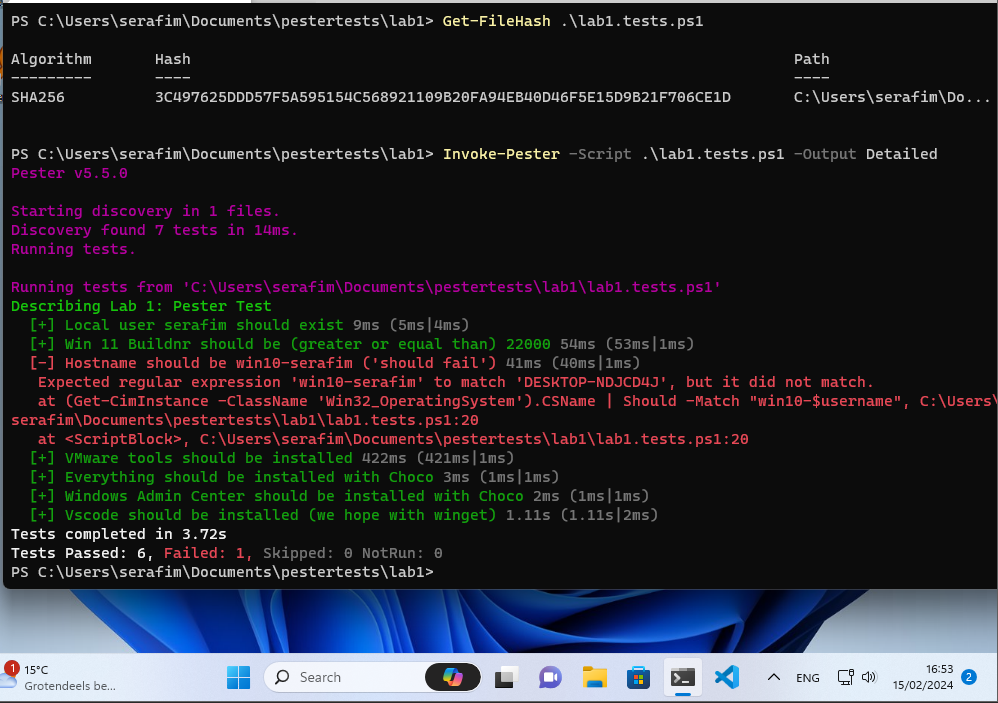 PS C:\Users\serafim\Documents\pestertests\lab1> Get-FileHash .\lab1.tests.ps1
Algorithm Hash Path
--------- ---- ----
SHA256 3C497625DDD57F5A595154C568921109B20FA94EB40D46F5E15D9B21F706CE1D C:\Users\serafim\Do...
PS C:\Users\serafim\Documents\pestertests\lab1> Invoke-Pester -Script .\lab1.tests.ps1 -Output Detailed
Pester v5.5.0
Starting discovery in 1 files.
Discovery found 7 tests in 14ms.
Running tests.
Running tests from 'C:\Users\serafim\Documents\pestertests\lab1\lab1.tests.ps1'
Describing Lab 1: Pester Test
[+] Local user serafim should exist 9ms (5ms|4ms)
[+] Win 11 Buildnr should be (greater or equal than) 22000 54ms (53ms|1ms)
[-] Hostname should be win10-serafim ('should fail') 41ms (40ms|1ms)
Expected regular expression 'win10-serafim' to match 'DESKTOP-NDJCD4J', but it did not match.
at (Get-CimInstance -ClassName 'Win32_OperatingSystem').CSName | Should -Match "win10-$username", C:\Users\
serafim\Documents\pestertests\lab1\lab1.tests.ps1:20
at <ScriptBlock>, C:\Users\serafim\Documents\pestertests\lab1\lab1.tests.ps1:20
[+] VMware tools should be installed 422ms (421ms|1ms)
[+] Everything should be installed with Choco 3ms (1ms|1ms)
[+] Windows Admin Center should be installed with Choco 2ms (1ms|1ms)
[+] Vscode should be installed (we hope with winget) 1.11s (1.11s|2ms)
Tests completed in 3.72s
Tests Passed: 6, Failed: 1, Skipped: 0 NotRun: 0
PS C:\Users\serafim\Documents\pestertests\lab1>
1
15°C
Grotendeels be...
Search
ENG
16:53
15/02/2024
2